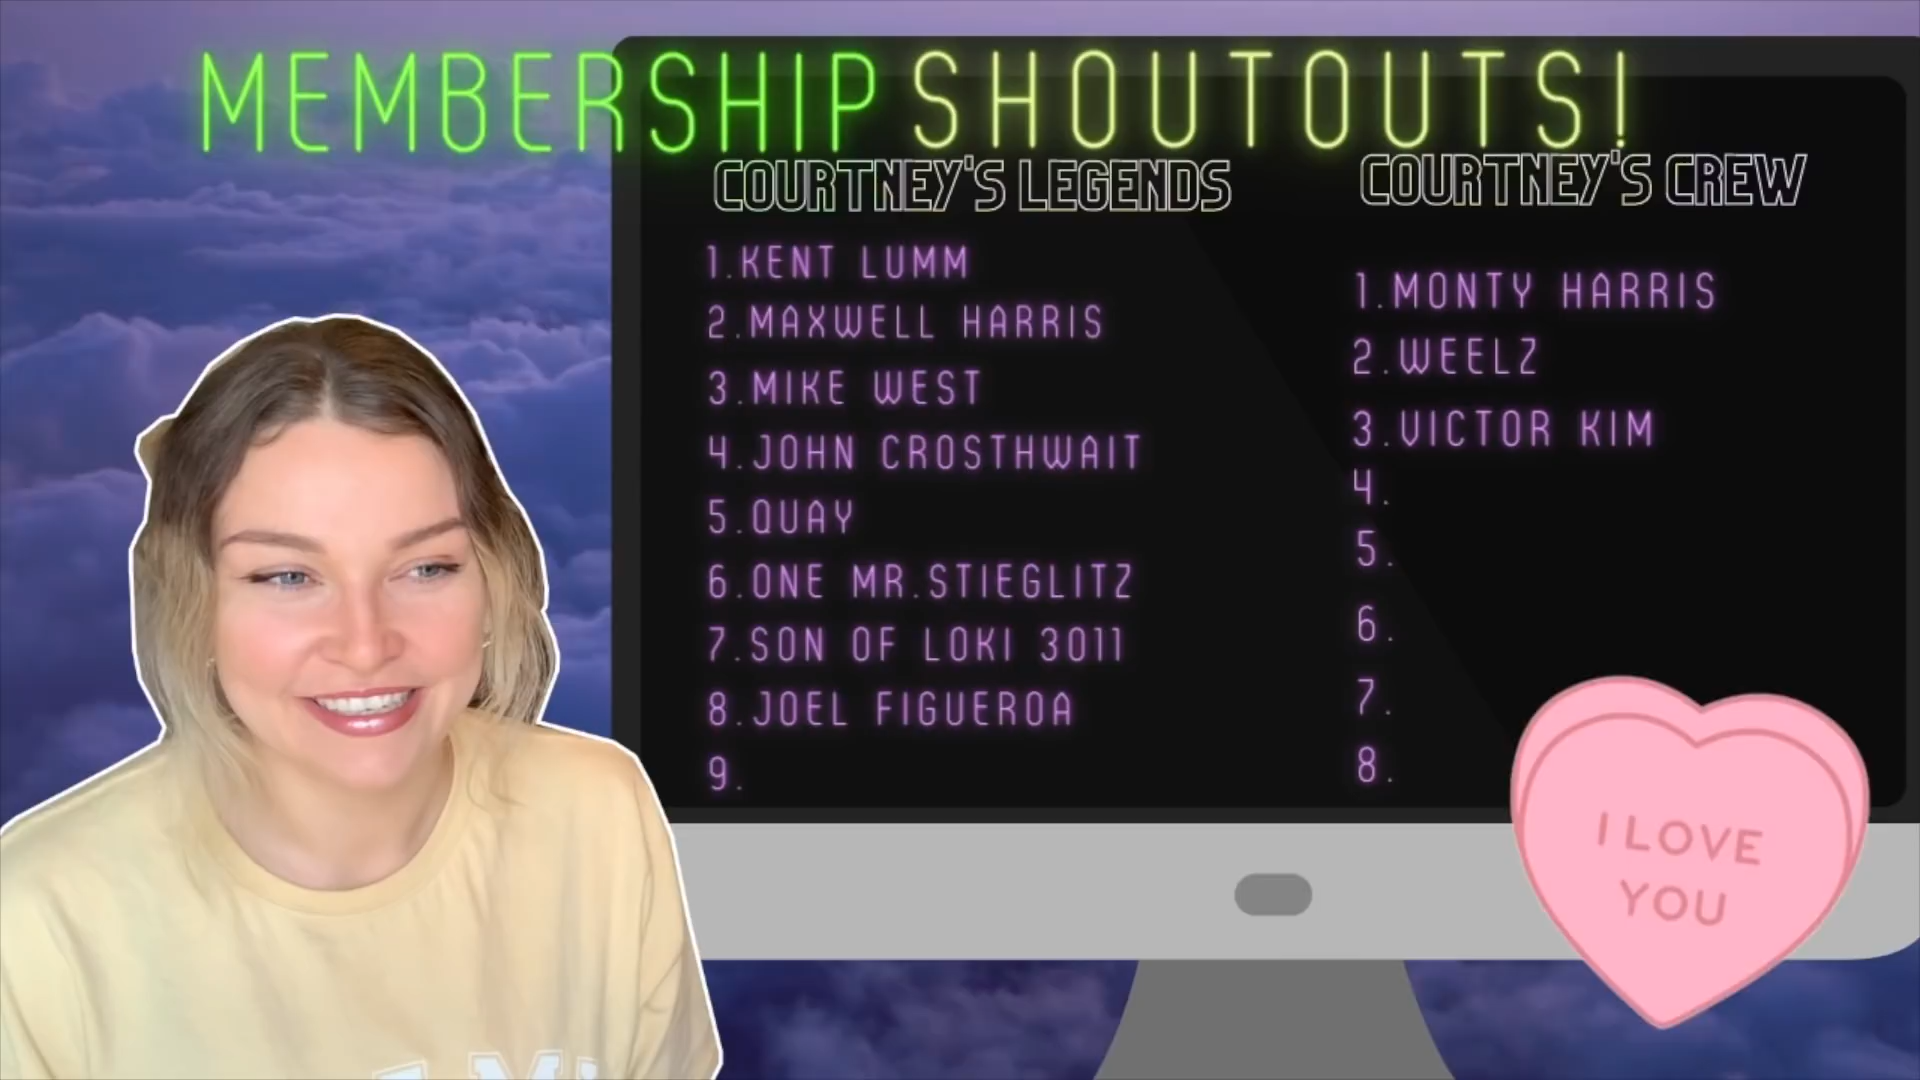 MEMBERSHIP SHOUTOUTS!
COURTNEY'S LEGENDS
1.KENT LUMM
2.MAXWELL HARRIS
3.MIKE WEST
4.JOHN CROSTHWAIT
5.QUAY
6.ONE MR.STIEGLITZ
7.SON OF LOKI 3011
8.JOEL FIGUEROA
9.
COURTNEY'S CREW
1.MONTY HARRIS
2.WEELZ
3.VICTOR KIM
4.
5.
6.
7.
8.
I LOVE
YOU